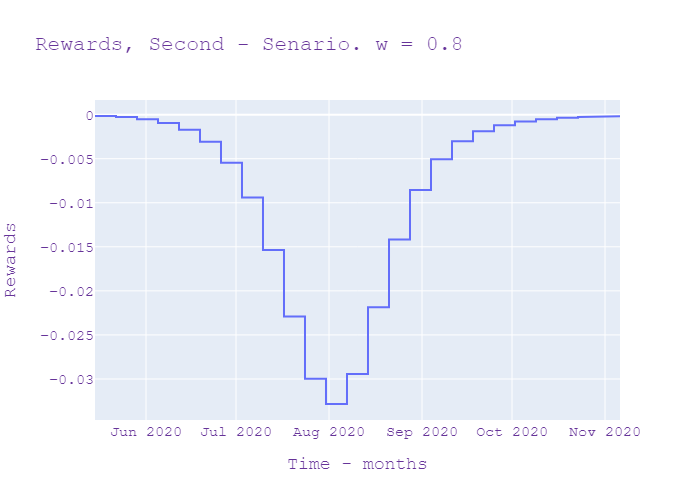 Rewards, Second - Senario. w = 0.8
0
−0.005
−0.01
−0.015
−0.02
−0.025
−0.03
Rewards
Jun 2020 Jul 2020 Aug 2020 Sep 2020 Oct 2020 Nov 2020
Time - months